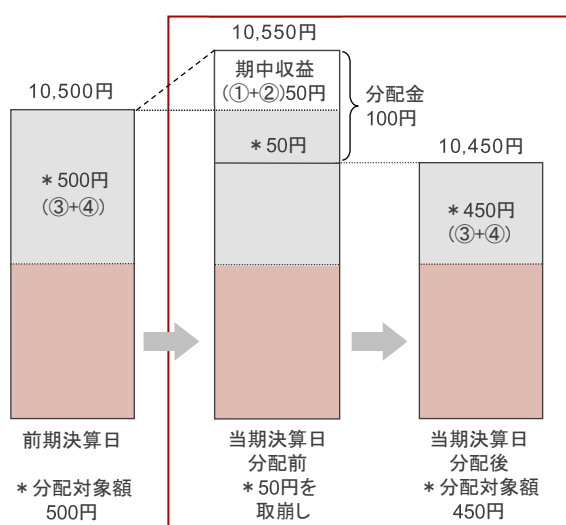 10,500円
＊500円
(③+④)
前期決算日
＊分配対象額
500円
10,550円
期中収益
(①+②)50円
＊50円
分配金
100円
当期決算日
分配前
＊50円を
取崩し
10,450円
＊450円
(③+④)
当期決算日
分配後
＊分配対象額
450円